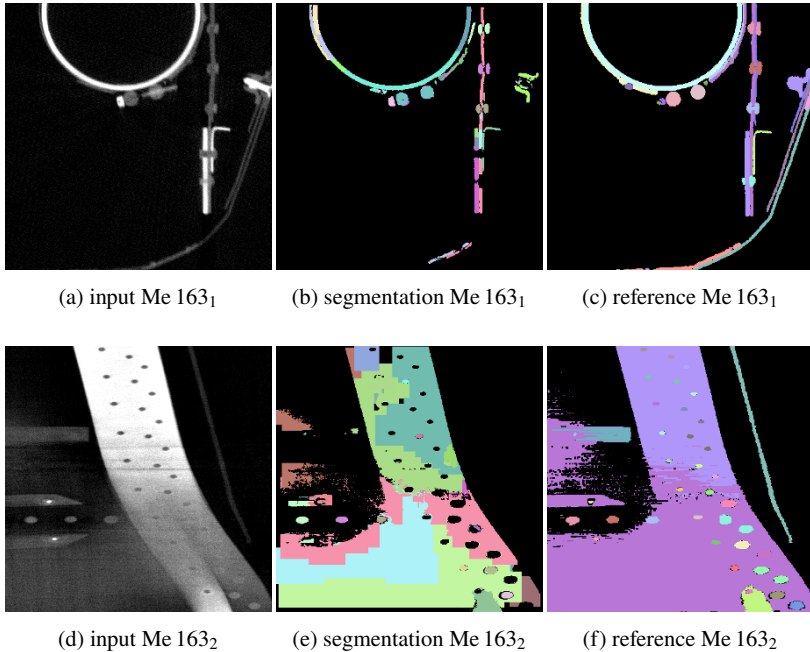 (a) input Me 163₁
(b) segmentation Me 163₁
(c) reference Me 163₁
(d) input Me 163₂
(e) segmentation Me 163₂
(f) reference Me 163₂